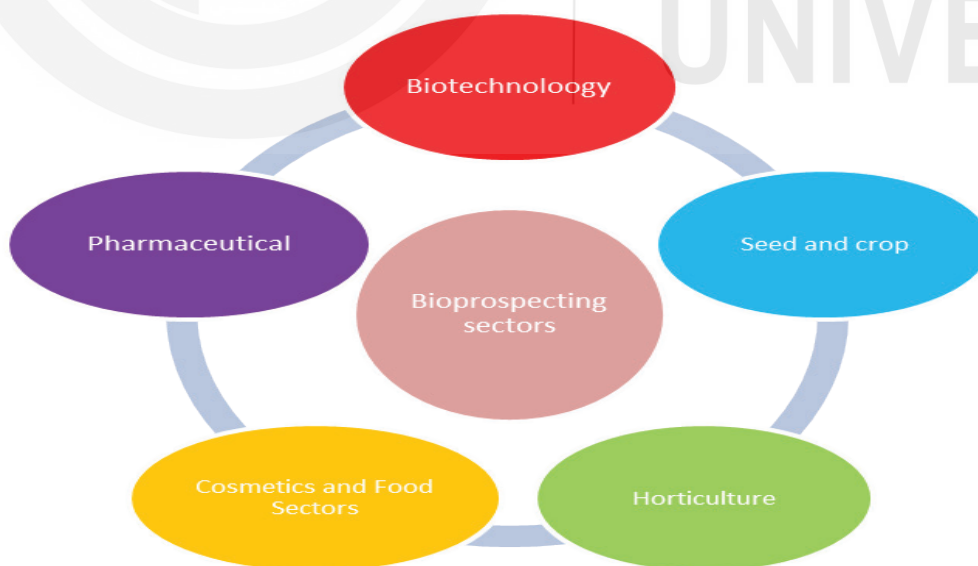 UNIVE
Biotechnoloogy
Pharmaceutical
Seed and crop
Bioprospecting
sectors
Cosmetics and Food
Sectors
Horticulture